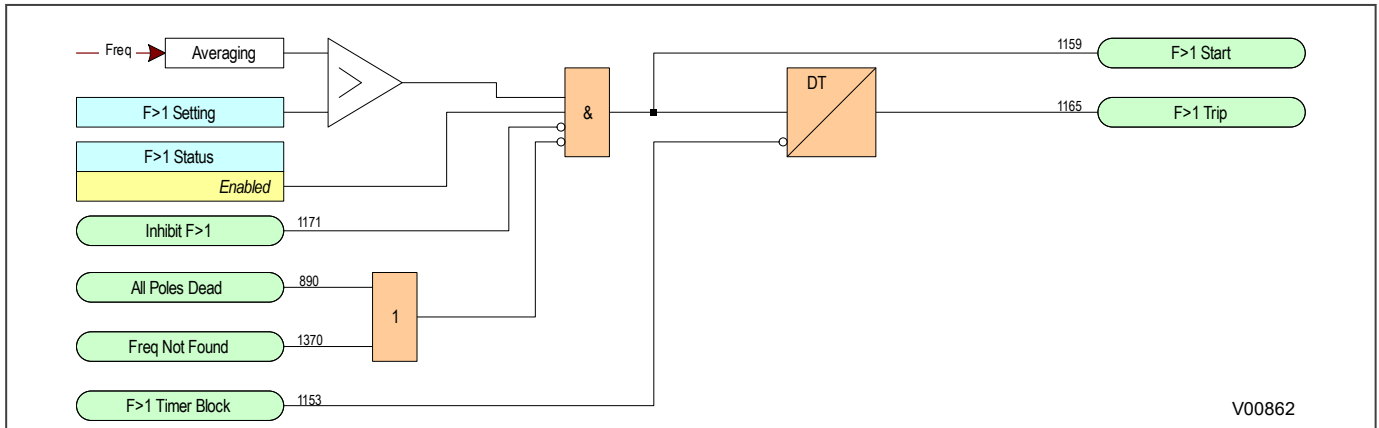 Freq
Averaging
1159
F>1 Start
>
DT
F>1 Setting
&
1165
F>1 Trip
F>1 Status
Enabled
Inhibit F>1
1171
All Poles Dead
890
1
Freq Not Found
1370
F>1 Timer Block
1153
V00862